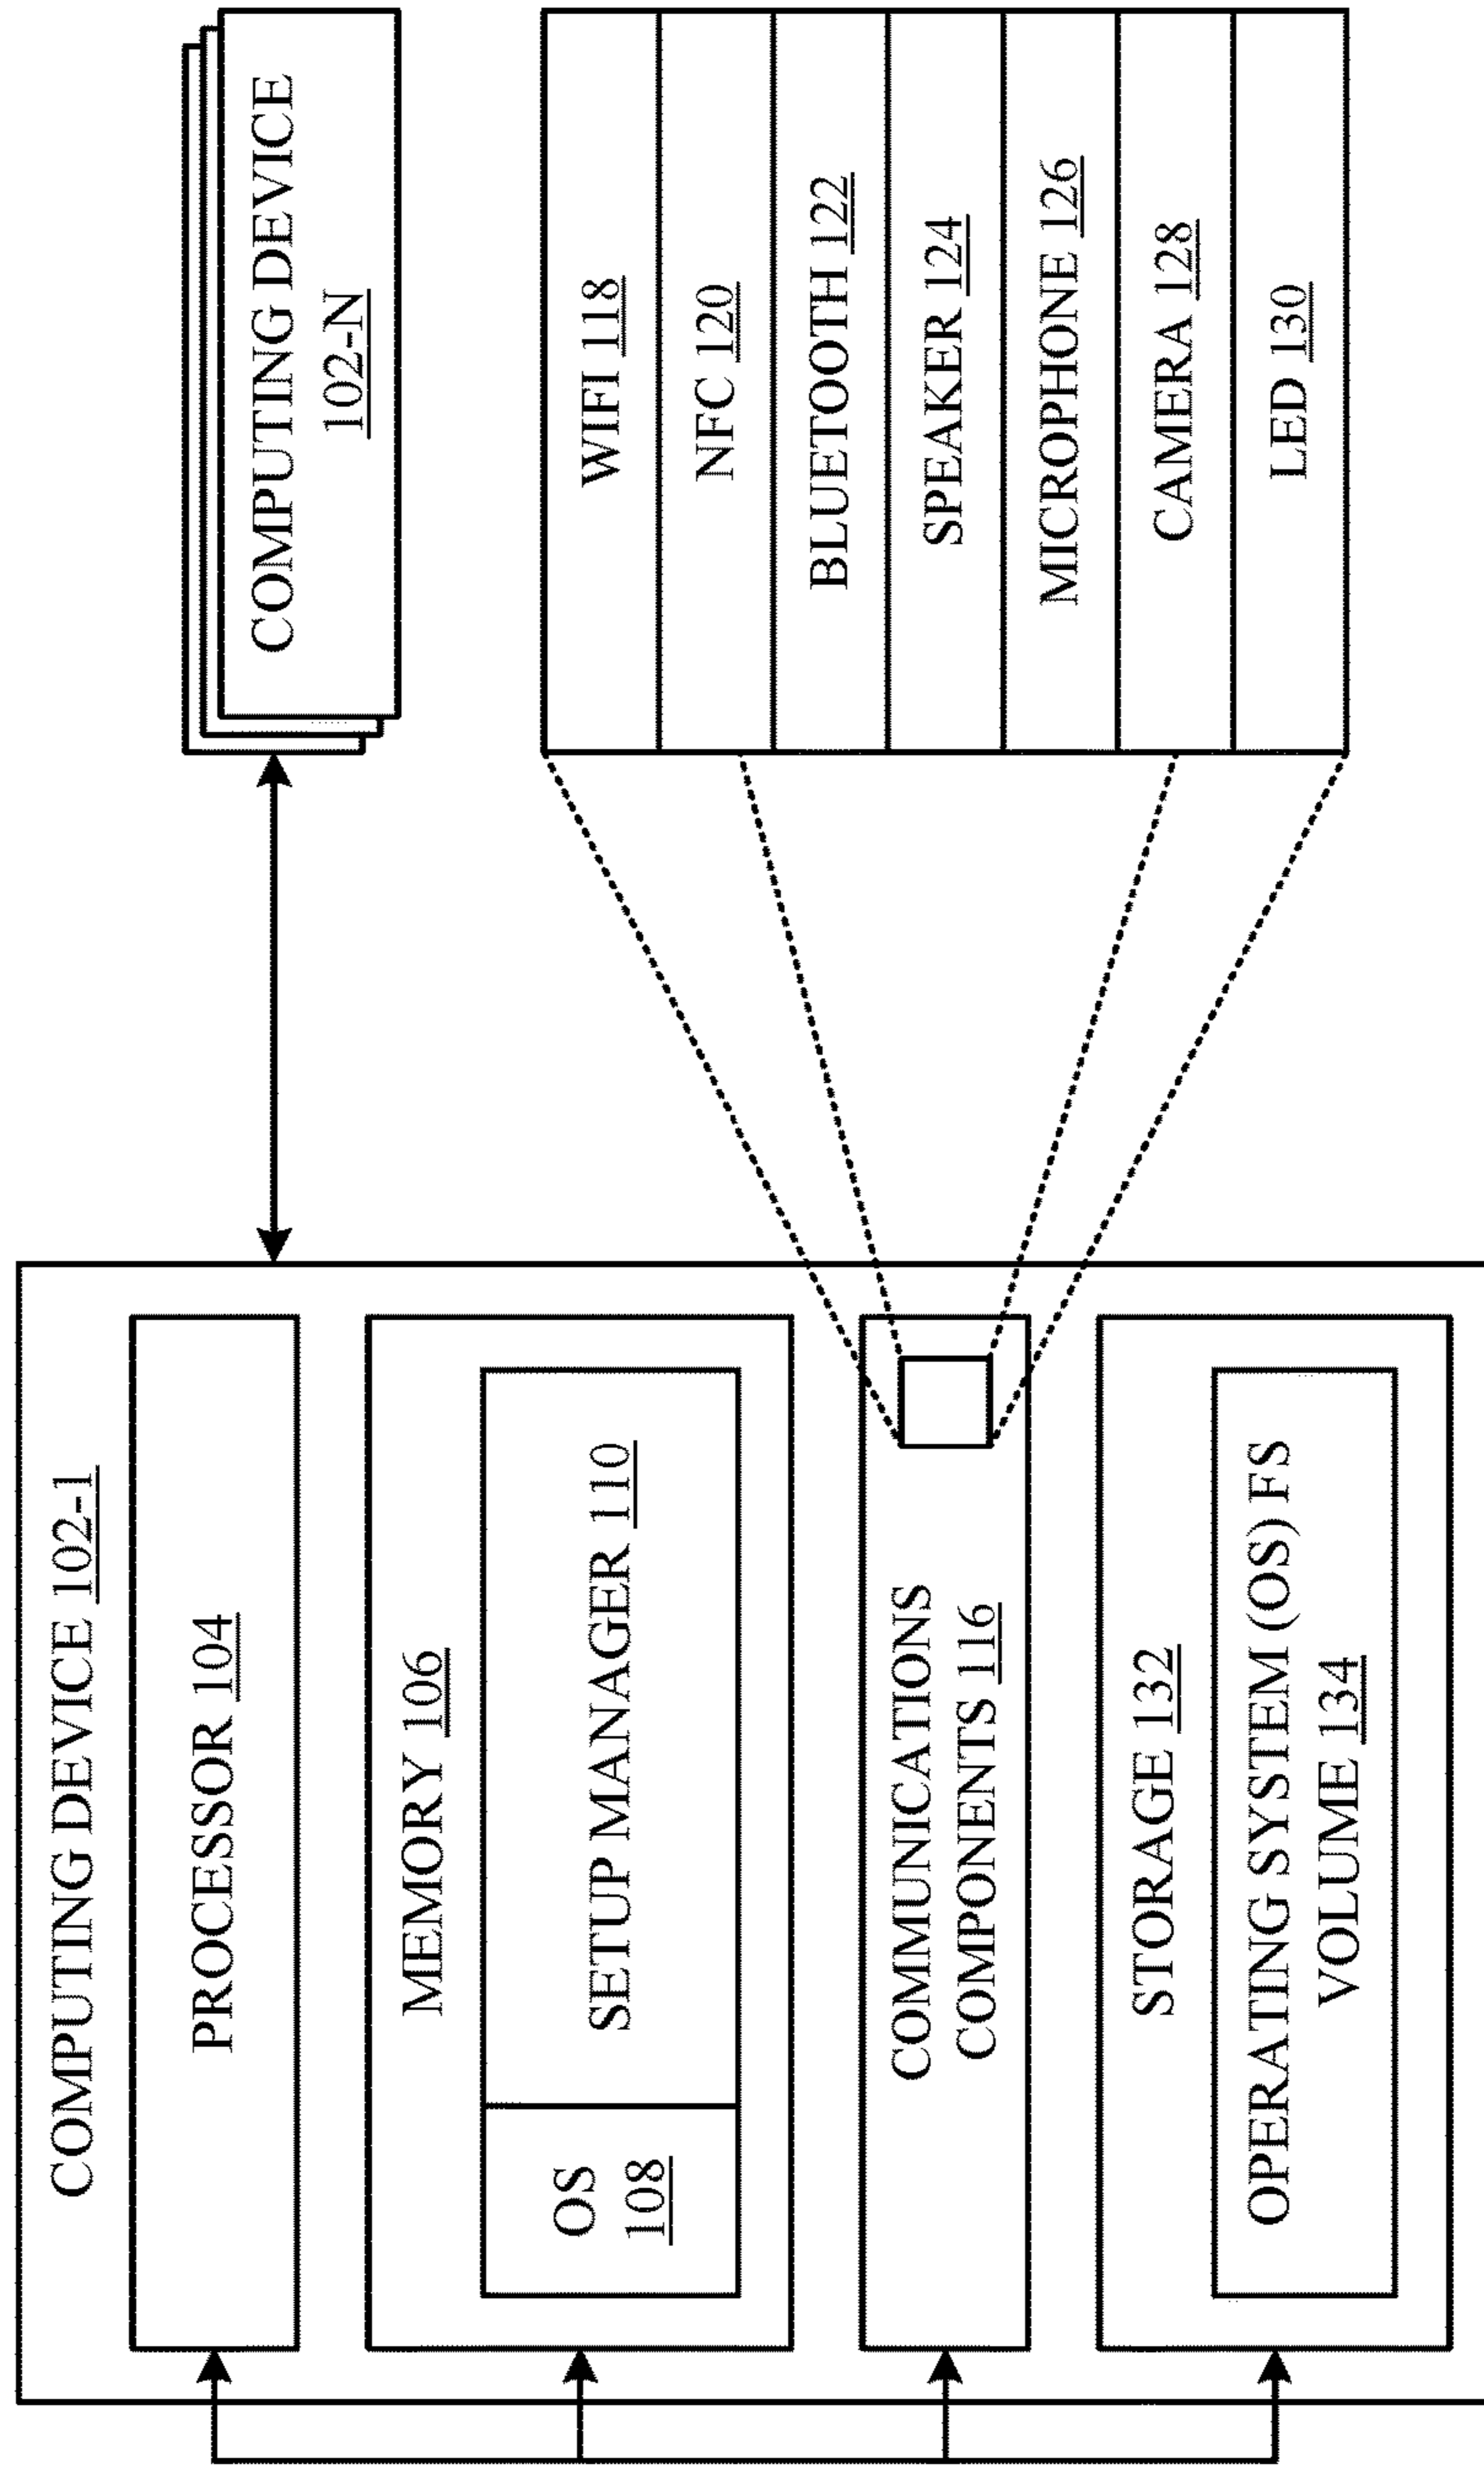 COMPUTING DEVICE 102-1
PROCESSOR 104
MEMORY 106
OS
108
SETUP MANAGER 110
COMMUNICATIONS
COMPONENTS 116
STORAGE 132
OPERATING SYSTEM (OS) FS
VOLUME 134
COMPUTING DEVICE
102-N
WIFI 118
NFC 120
BLUETOOTH 122
SPEAKER 124
MICROPHONE 126
CAMERA 128
LED 130